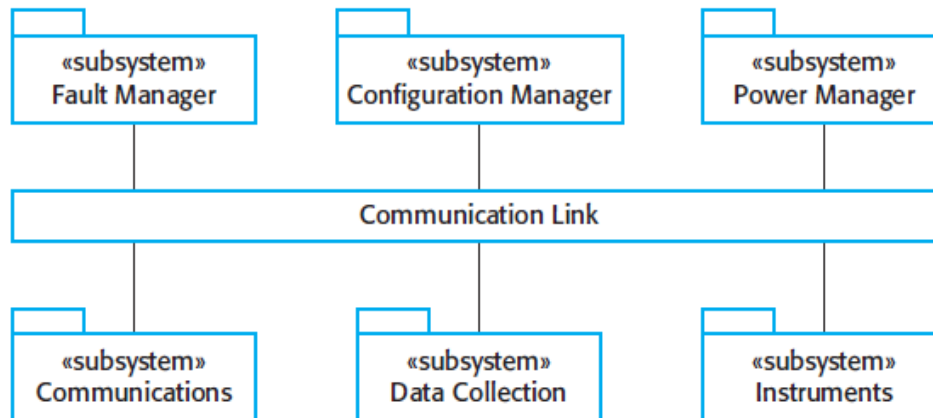 «subsystem»
Fault Manager
«subsystem»
Configuration Manager
«subsystem»
Power Manager
Communication Link
«subsystem»
Communications
«subsystem»
Data Collection
«subsystem»
Instruments